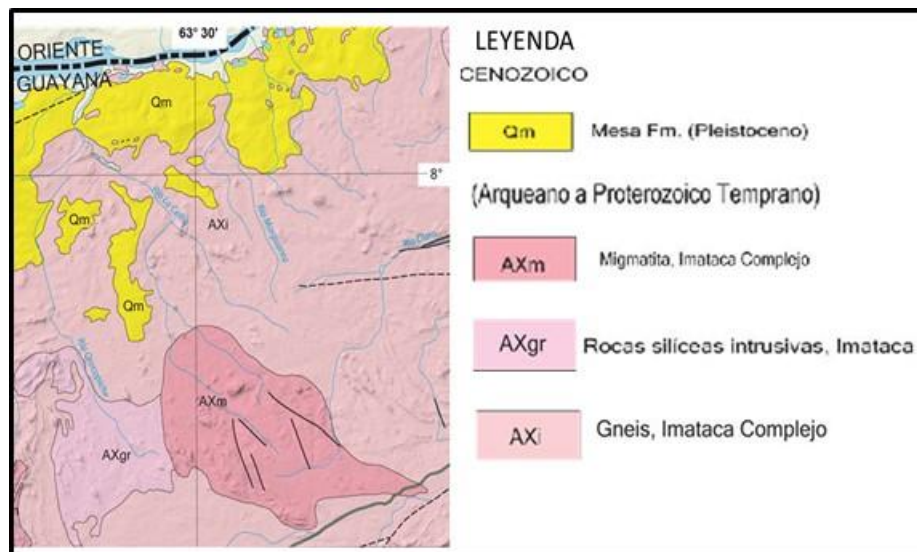 63° 30'
ORIENTE
GUAYANA
Qm
8°
Qm
AXi
Qm
AXm
AXgr
LEYENDA
CENOZOICO
Qm
Mesa Fm. (Pleistoceno)
(Arqueano a Proterozoico Temprano)
AXm
Migmatita, Imataca Complejo
AXgr
Rocas silíceas intrusivas, Imataca
AXi
Gneis, Imataca Complejo